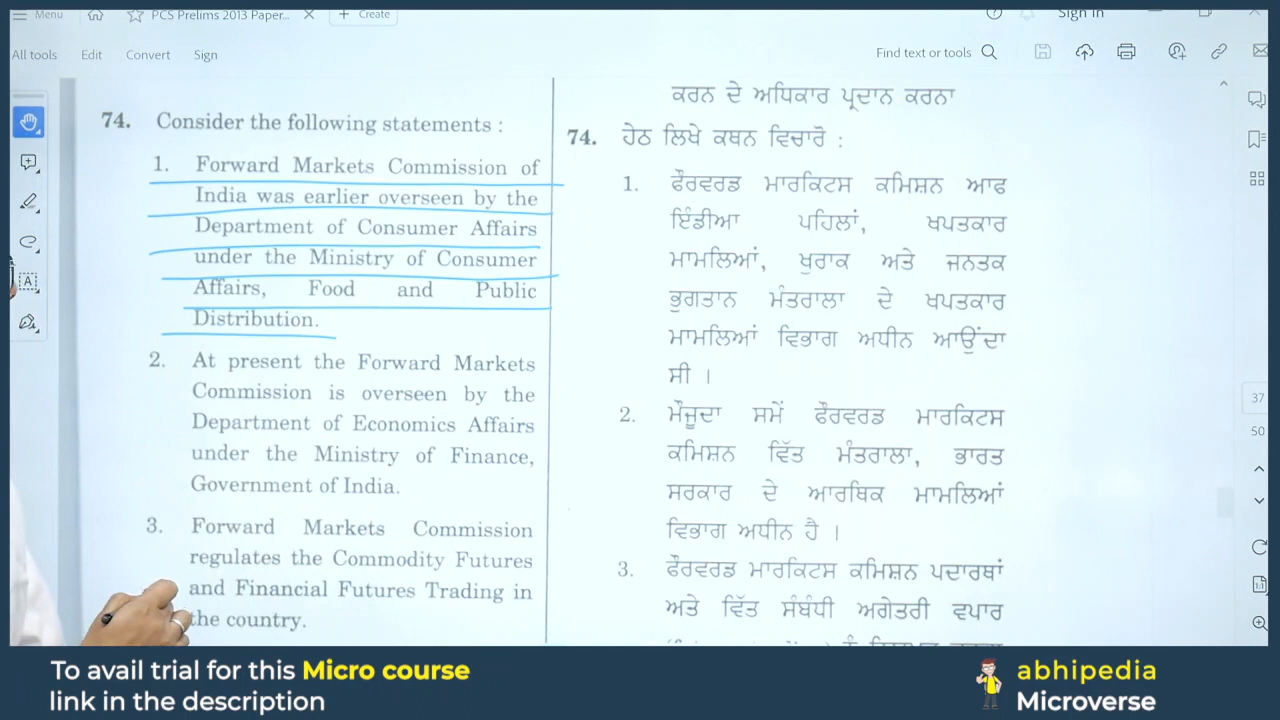 Menu
PCS Prelims 2013 Paper...
Create
Sign In
All tools
Edit
Convert
Sign
Find text or tools
74. Consider the following statements :
1. Forward Markets Commission of
India was earlier overseen by the
Department of Consumer Affairs
under the Ministry of Consumer
Affairs, Food and Public
Distribution.
2. At present the Forward Markets
Commission is overseen by the
Department of Economics Affairs
under the Ministry of Finance,
Government of India.
3. Forward Markets Commission
regulates the Commodity Futures
and Financial Futures Trading in
the country.
ਕਰਨ ਦੇ ਅਧਿਕਾਰ ਪ੍ਰਦਾਨ ਕਰਨਾ
74. ਹੇਠ ਲਿਖੇ ਕਥਨ ਵਿਚਾਰੋ :
1. ਫੌਰਵਰਡ ਮਾਰਕਿਟਸ ਕਮਿਸ਼ਨ ਆਫ
ਇੰਡੀਆ ਪਹਿਲਾਂ, ਖਪਤਕਾਰ
ਮਾਮਲਿਆਂ, ਖੁਰਾਕ ਅਤੇ ਜਨਤਕ
ਭੁਗਤਾਨ ਮੰਤਰਾਲਾ ਦੇ ਖਪਤਕਾਰ
ਮਾਮਲਿਆਂ ਵਿਭਾਗ ਅਧੀਨ ਆਉਂਦਾ
ਸੀ ।
2. ਮੌਜੂਦਾ ਸਮੇਂ ਫੌਰਵਰਡ ਮਾਰਕਿਟਸ
ਕਮਿਸ਼ਨ ਵਿੱਤ ਮੰਤਰਾਲਾ, ਭਾਰਤ
ਸਰਕਾਰ ਦੇ ਆਰਥਿਕ ਮਾਮਲਿਆਂ
ਵਿਭਾਗ ਅਧੀਨ ਹੈ ।
3. ਫੌਰਵਰਡ ਮਾਰਕਿਟਸ ਕਮਿਸ਼ਨ ਪਦਾਰਥਾਂ
ਅਤੇ ਵਿੱਤ ਸੰਬੰਧੀ ਅਗੇਤਰੀ ਵਪਾਰ
37
50
To avail trial for this Micro course
link in the description
abhipedia
Microverse